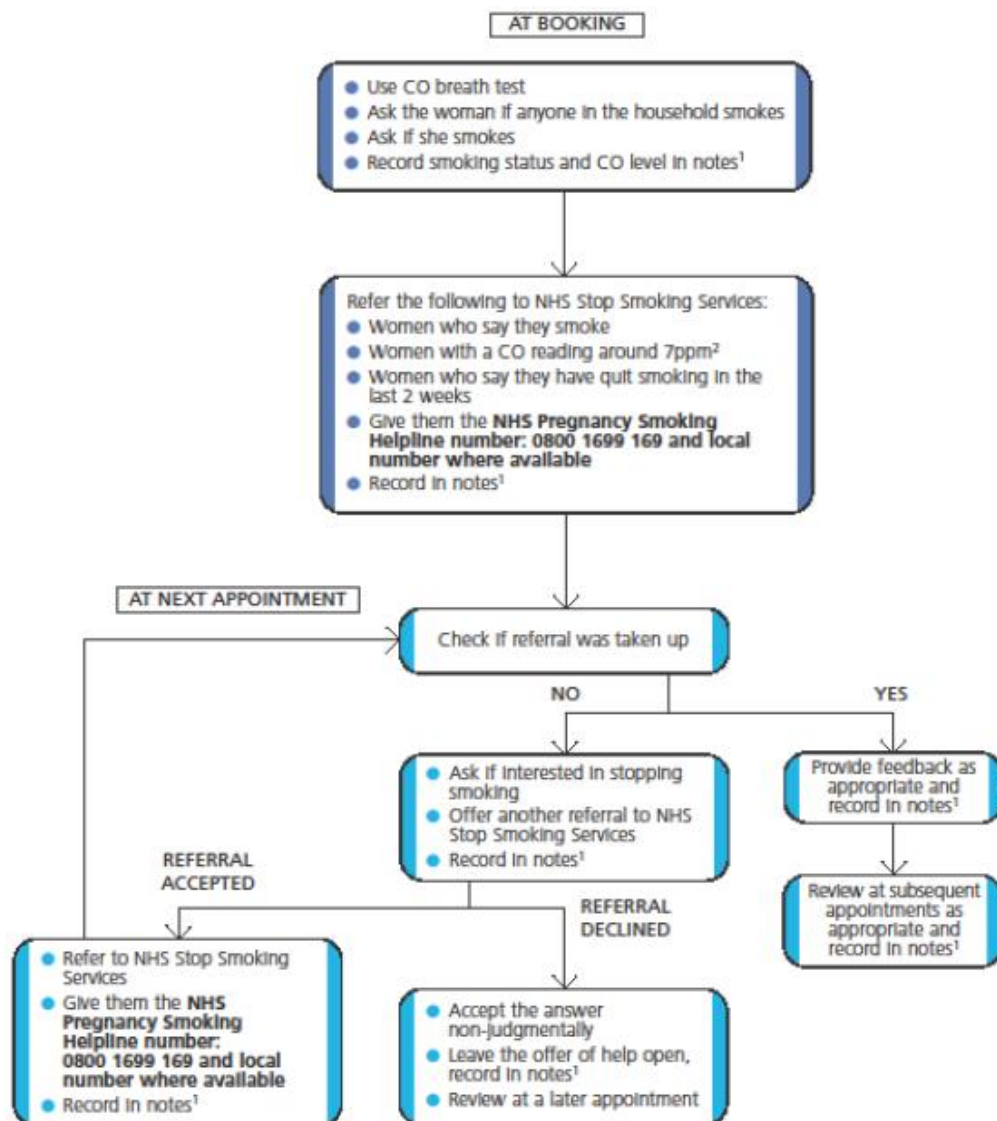 AT BOOKING
● Use CO breath test
● Ask the woman if anyone in the household smokes
● Ask if she smokes
● Record smoking status and CO level in notes¹
Refer the following to NHS Stop Smoking Services:
● Women who say they smoke
● Women with a CO reading around 7ppm²
● Women who say they have quit smoking in the
last 2 weeks
● Give them the NHS Pregnancy Smoking
Helpline number: 0800 1699 169 and local
number where available
● Record in notes¹
AT NEXT APPOINTMENT
Check if referral was taken up
NO
YES
● Ask if interested in stopping
smoking
● Offer another referral to NHS
Stop Smoking Services
● Record in notes¹
Provide feedback as
appropriate and
record in notes¹
Review at subsequent
appointments as
appropriate and
record in notes¹
REFERRAL
ACCEPTED
REFERRAL
DECLINED
● Refer to NHS Stop Smoking
Services
● Give them the NHS
Pregnancy Smoking
Helpline number:
0800 1699 169 and local
number where available
● Record in notes¹
● Accept the answer
non-judgmentally
● Leave the offer of help open,
record in notes¹
● Review at a later appointment